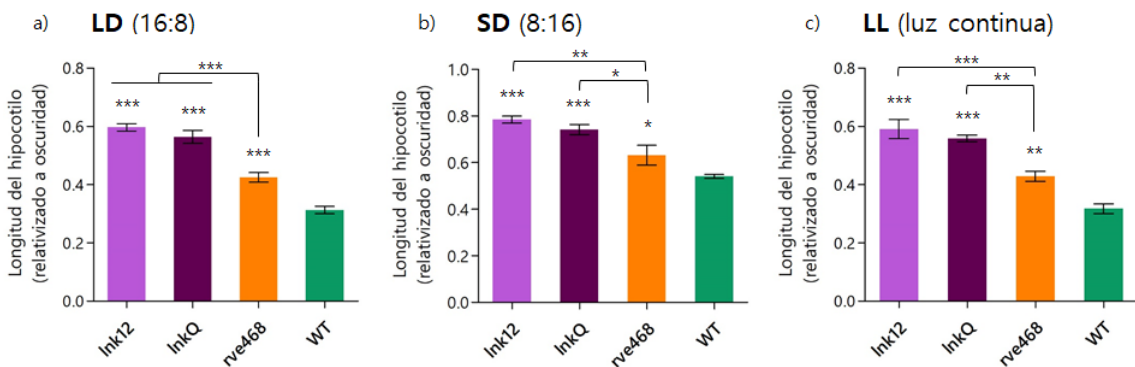 a) LD (16:8)
Longitud del hipocotilo
(relativizado a oscuridad)
0.8
0.6
0.4
0.2
0.0
***
***
***
***
lnk12
lnkQ
rve468
WT
b) SD (8:16)
Longitud del hipocotilo
(relativizado a oscuridad)
1.0
0.8
0.6
0.4
0.2
0.0
**
*
***
***
*
lnk12
lnkQ
rve468
WT
c) LL (luz continua)
Longitud del hipocotilo
(relativizado a oscuridad)
0.8
0.6
0.4
0.2
0.0
***
**
***
***
**
lnk12
lnkQ
rve468
WT